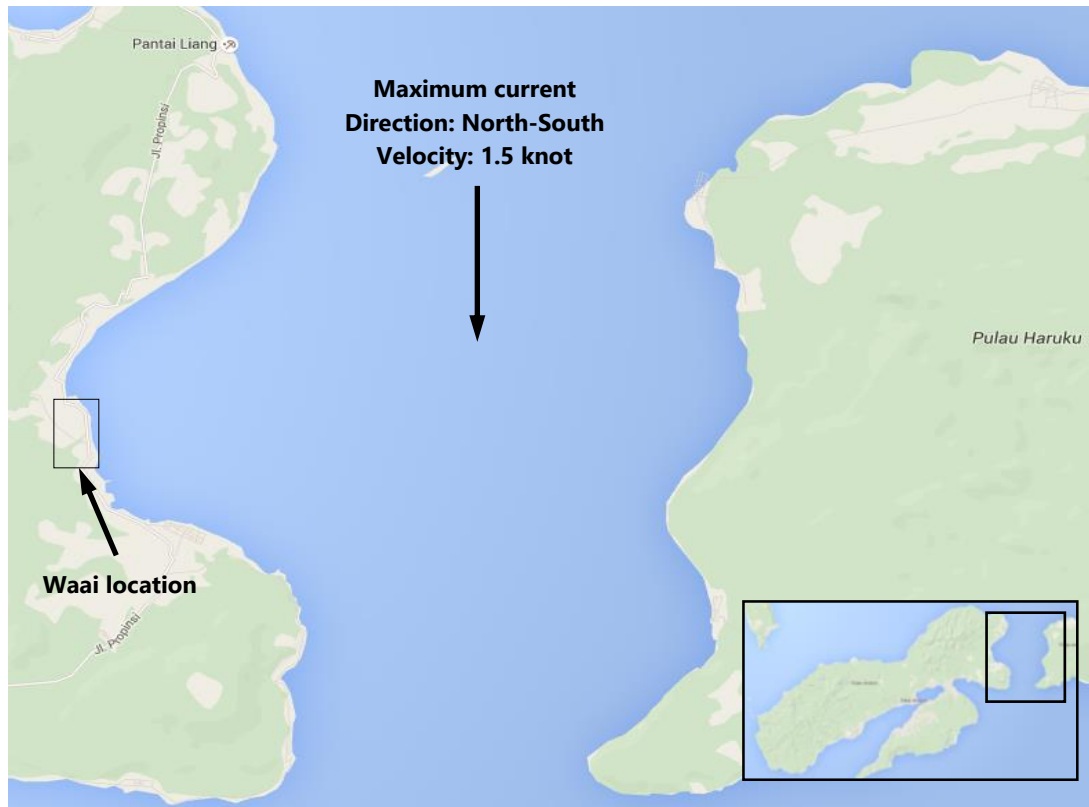 Pantai Liang
Maximum current
Direction: North-South
Velocity: 1.5 knot
Jl. Propinsi
Pulau Haruku
Waai location
Jl. Propinsi